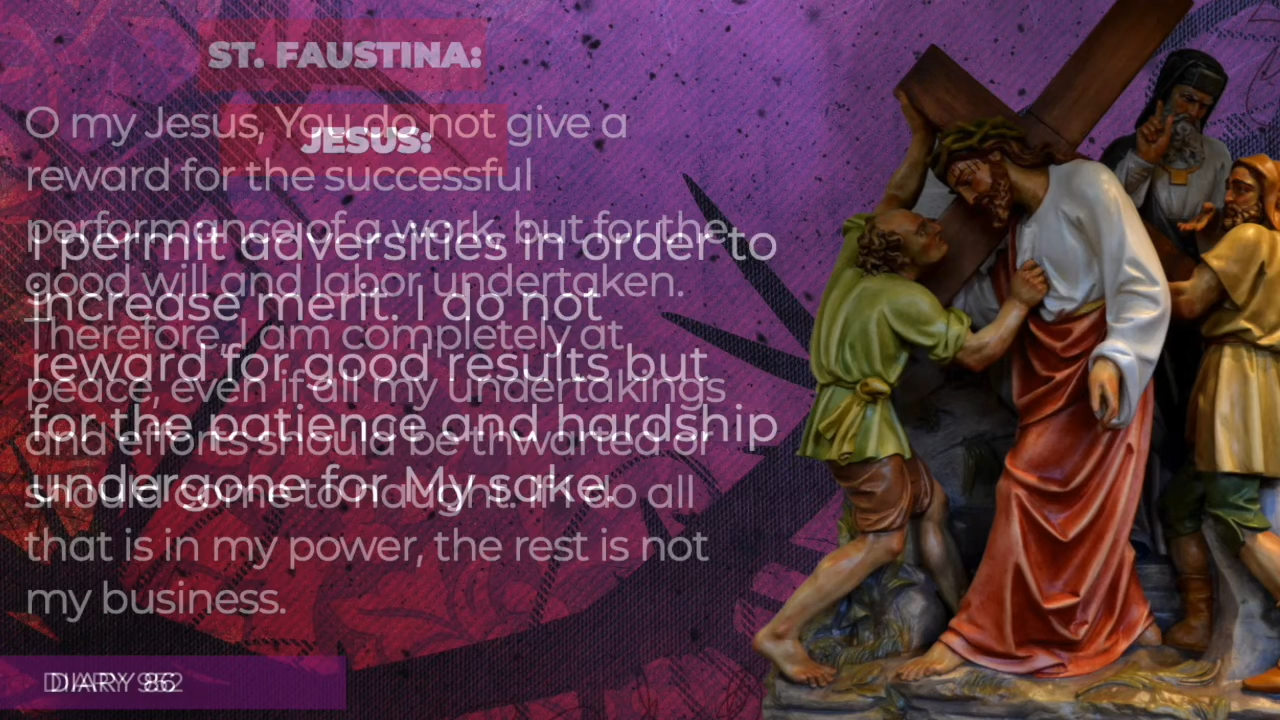 ST. FAUSTINA:
O my Jesus, You do not give a
reward for the successful
performance of a work, but for the
good will and labor undertaken.
Therefore, I am completely at
peace, even if all my undertakings
and efforts should be thwarted or
should come to naught. If I do all
that is in my power, the rest is not
my business.
JESUS:
I permit adversities in order to
increase merit. I do not
reward for good results but
for the patience and hardship
undergone for My sake.
DIARY 86